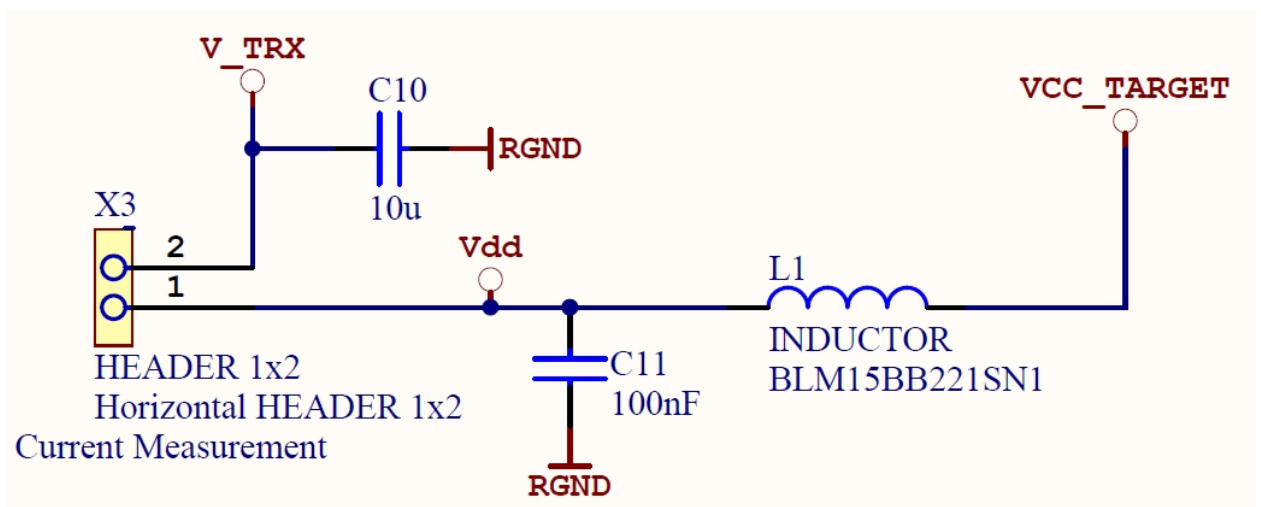 V_TRX
C10
VCC_TARGET
RGND
10u
X3
2
Vdd
1
L1
INDUCTOR
BLM15BB221SN1
C11
100nF
HEADER 1x2
Horizontal HEADER 1x2
Current Measurement
RGND